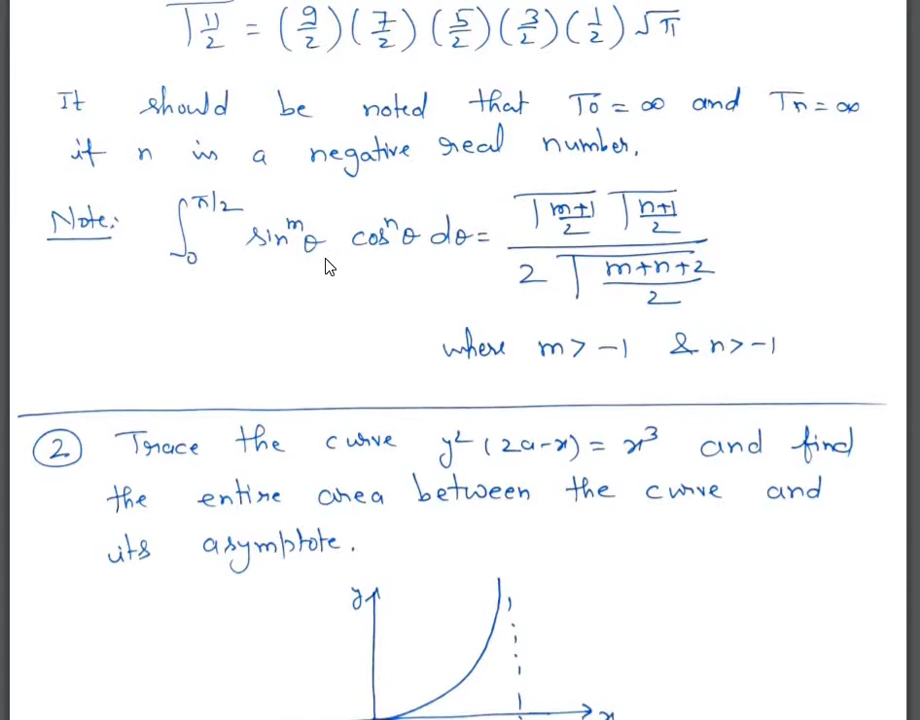 Γ11/2 = (9/2)(7/2)(5/2)(3/2)(1/2)√π
It should be noted that Γ0 = ∞ and Γn = ∞
if n is a negative real number.
Note: ∫₀^π/2 sin^m θ cos^n θ dθ = Γ(m+1)/2 Γ(n+1)/2 / 2 Γ(m+n+2)/2
where m > -1 & n > -1
2 Trace the curve y²(2a-x) = x³ and find
the entire area between the curve and
its asymptote.
y
x